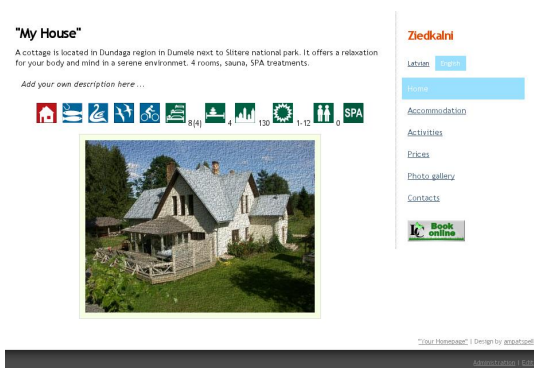 "My House"
A cottage is located in Dundaga region in Dumele next to Slitere national park. It offers a relaxation
for your body and mind in a serene environmet. 4 rooms, sauna, SPA treatments.
Add your own description here ...
8(4) 4 130 1-12 0 SPA
Ziedkalni
Latvian English
Home
Accommodation
Activities
Prices
Photo gallery
Contacts
Book
online
"Your Homepage" | Design by ampatspell
Administration | Edit